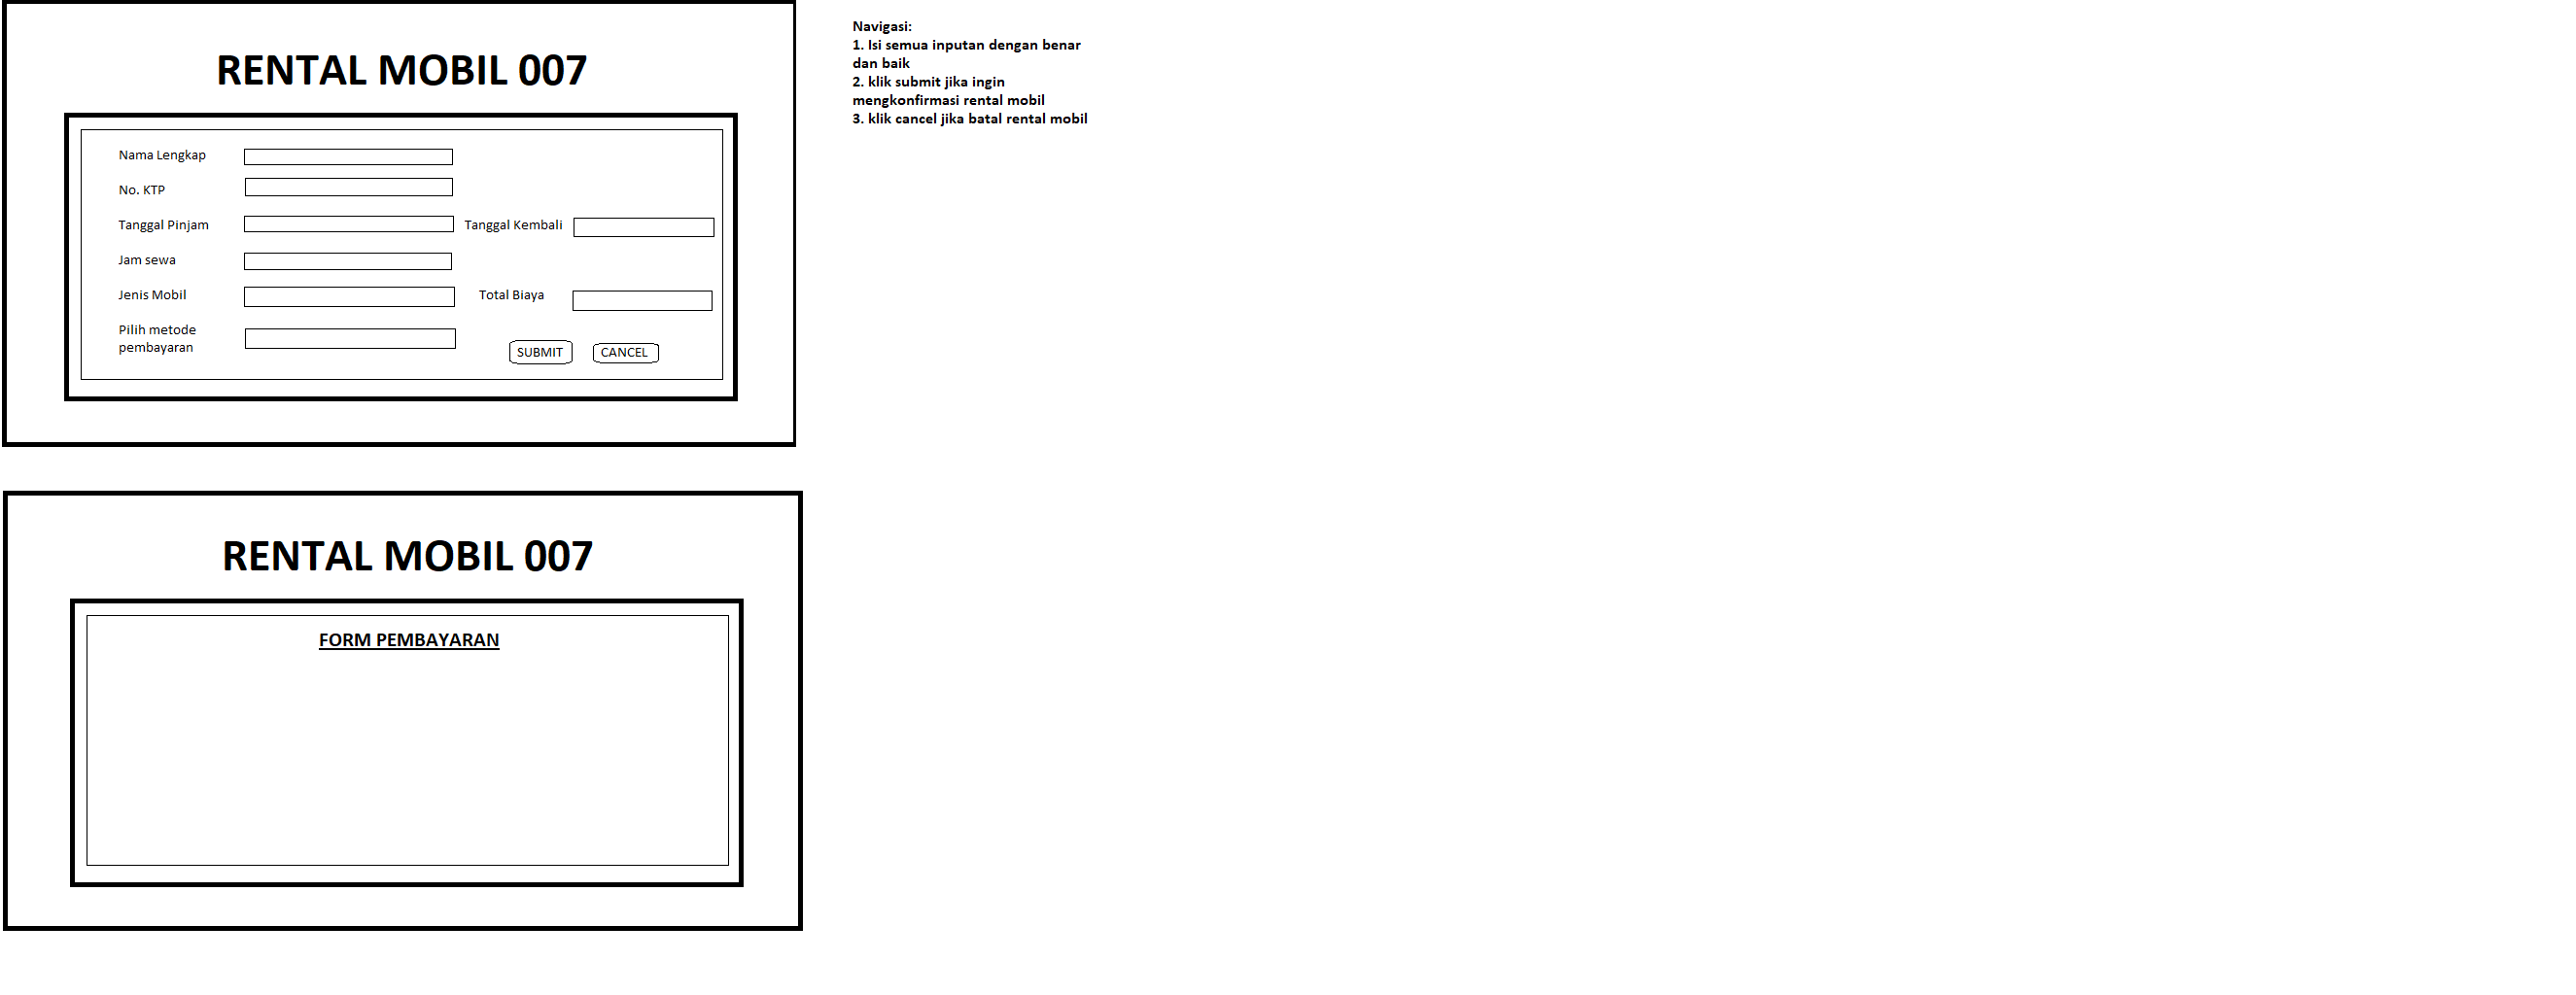 RENTAL MOBIL 007
Nama Lengkap
No. KTP
Tanggal Pinjam
Tanggal Kembali
Jam sewa
Jenis Mobil
Total Biaya
Pilih metode
pembayaran
SUBMIT
CANCEL
Navigasi:
1. Isi semua inputan dengan benar
dan baik
2. klik submit jika ingin
mengkonfirmasi rental mobil
3. klik cancel jika batal rental mobil
RENTAL MOBIL 007
FORM PEMBAYARAN